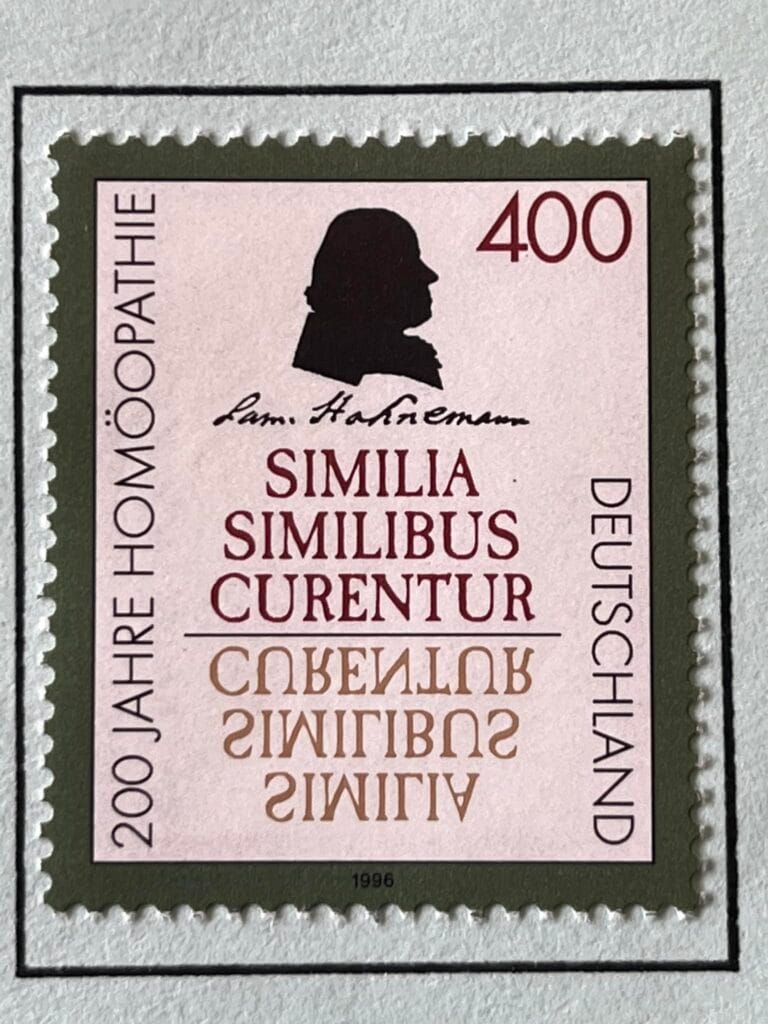 200 JAHRE HOMÖOPATHIE
400
Sam. Hahnemann
SIMILIA
SIMILIBUS
CURENTUR
CURENTUR
SIMILIBUS
SIMILIA
DEUTSCHLAND
1996